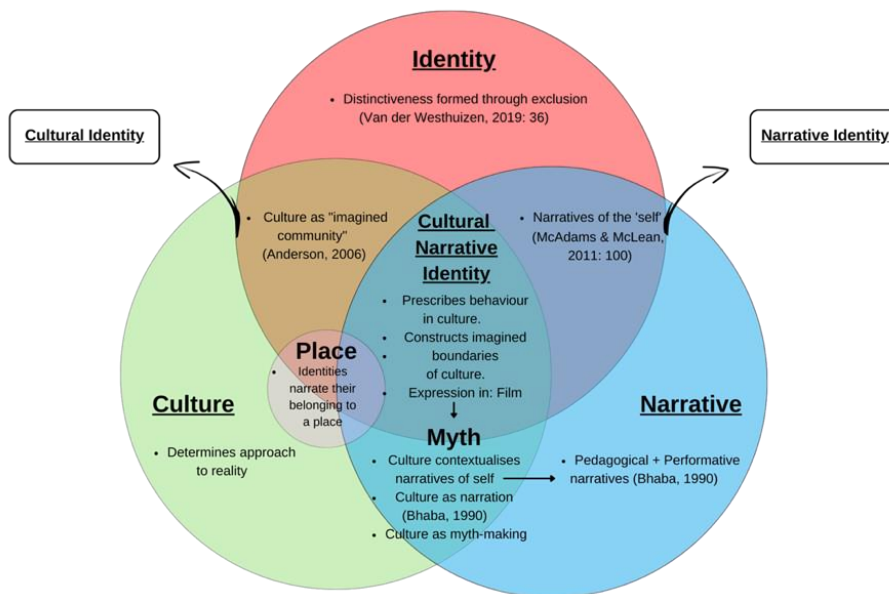 Identity
• Distinctiveness formed through exclusion
(Van der Westhuizen, 2019: 36)
Cultural Identity
Narrative Identity
• Culture as "imagined
community"
(Anderson, 2006)
Cultural
Narrative
Identity
• Narratives of the 'self'
(McAdams & McLean,
2011: 100)
• Prescribes behaviour
in culture.
• Constructs imagined
• boundaries
of culture.
• Expression in: Film
Place
• Identities
narrate their
belonging to
a place
Culture
• Determines approach
to reality
Narrative
• Pedagogical + Performative
narratives (Bhaba, 1990)
Myth
• Culture contextualises
narratives of self
• Culture as narration
(Bhaba, 1990)
• Culture as myth-making